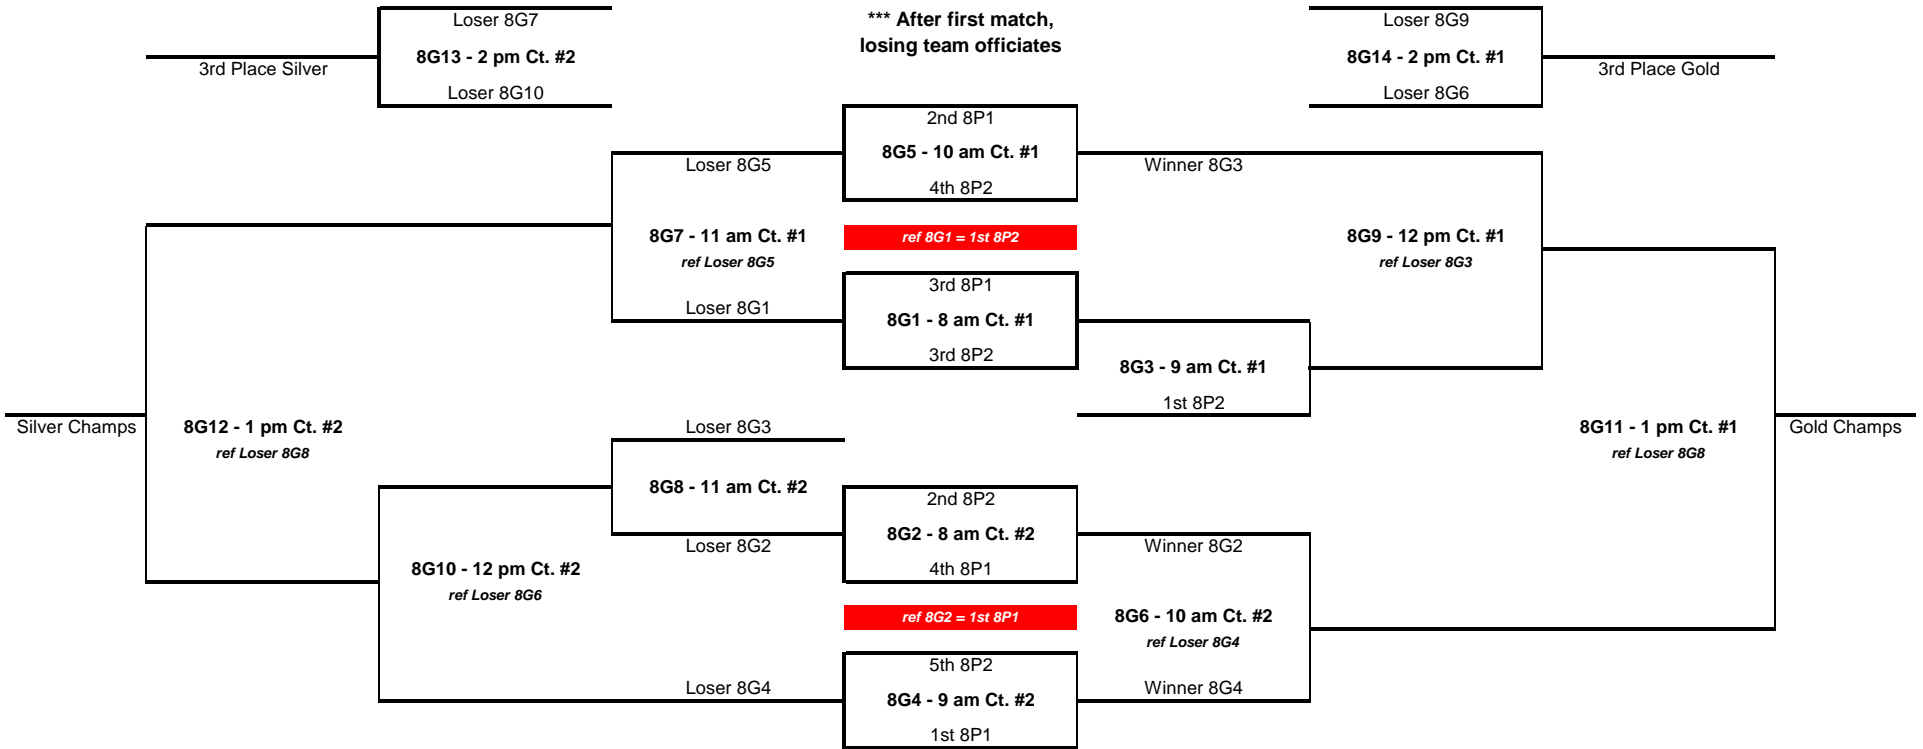 Loser 8G7
*** After first match,
Loser 8G9
losing team officiates
8G13 - 2 pm Ct. #2
8G14 - 2 pm Ct. #1
3rd Place Silver
3rd Place Gold
Loser 8G10
Loser 8G6
2nd 8P1
8G5 - 10 am Ct. #1
Loser 8G5
Winner 8G3
4th 8P2
8G7 - 11 am Ct. #1
ref 8G1 = 1st 8P2
8G9 - 12 pm Ct. #1
ref Loser 8G5
ref Loser 8G3
3rd 8P1
Loser 8G1
8G1 - 8 am Ct. #1
3rd 8P2
8G3 - 9 am Ct. #1
1st 8P2
Silver Champs
8G12 - 1 pm Ct. #2
Loser 8G3
8G11 - 1 pm Ct. #1
Gold Champs
ref Loser 8G8
ref Loser 8G8
8G8 - 11 am Ct. #2
2nd 8P2
8G2 - 8 am Ct. #2
Loser 8G2
Winner 8G2
8G10 - 12 pm Ct. #2
4th 8P1
ref Loser 8G6
ref 8G2 = 1st 8P1
8G6 - 10 am Ct. #2
ref Loser 8G4
5th 8P2
Loser 8G4
8G4 - 9 am Ct. #2
Winner 8G4
1st 8P1